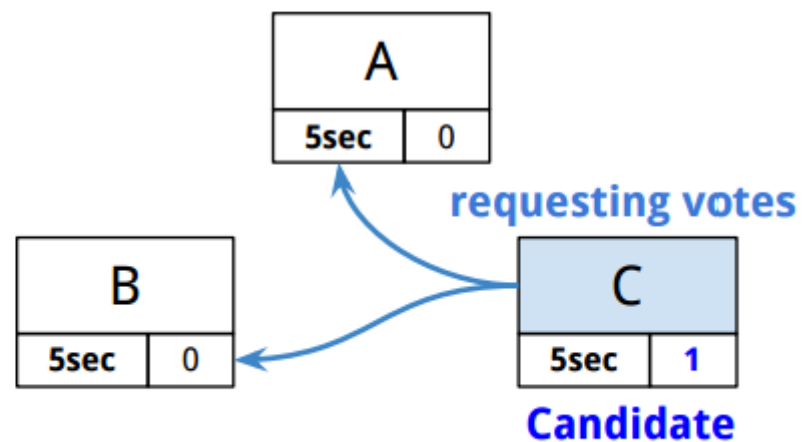 A
5sec 0
requesting votes
B
5sec 0
C
5sec 1
Candidate